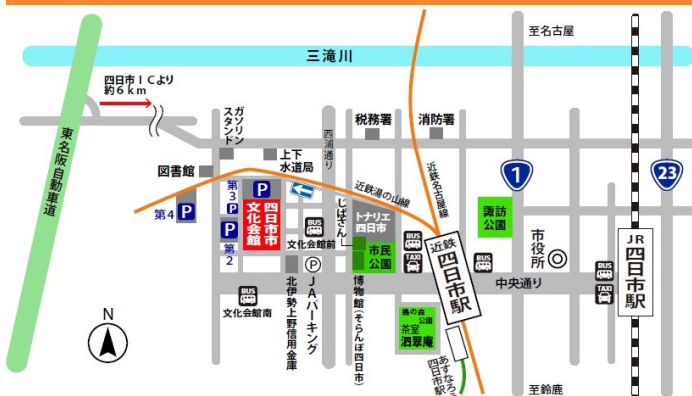 至名古屋
三滝川
四日市ICより
約6km
ガソリン
スタンド
税務署
消防署
西浦通り
上下
水道局
図書館
近鉄湯の山線
近鉄名古屋線
東名阪自動車道
1
23
第3
P
P
P
第4
P
第2
四日市市
文化会館
BUS
文化会館前
じばさん
トナリエ
四日市
市民
公園
BUS
TAXI
近鉄
四日市駅
諏訪
公園
BUS
市役所
BUS
TAXI
JR
四日市駅
中央通り
N
BUS
文化会館南
北伊勢上野信用金庫
P
JAパーキング
博物館(そらんぽ四日市)
鵜の森
公園
茶室
泗翠庵
あすなろう
四日市駅
至鈴鹿